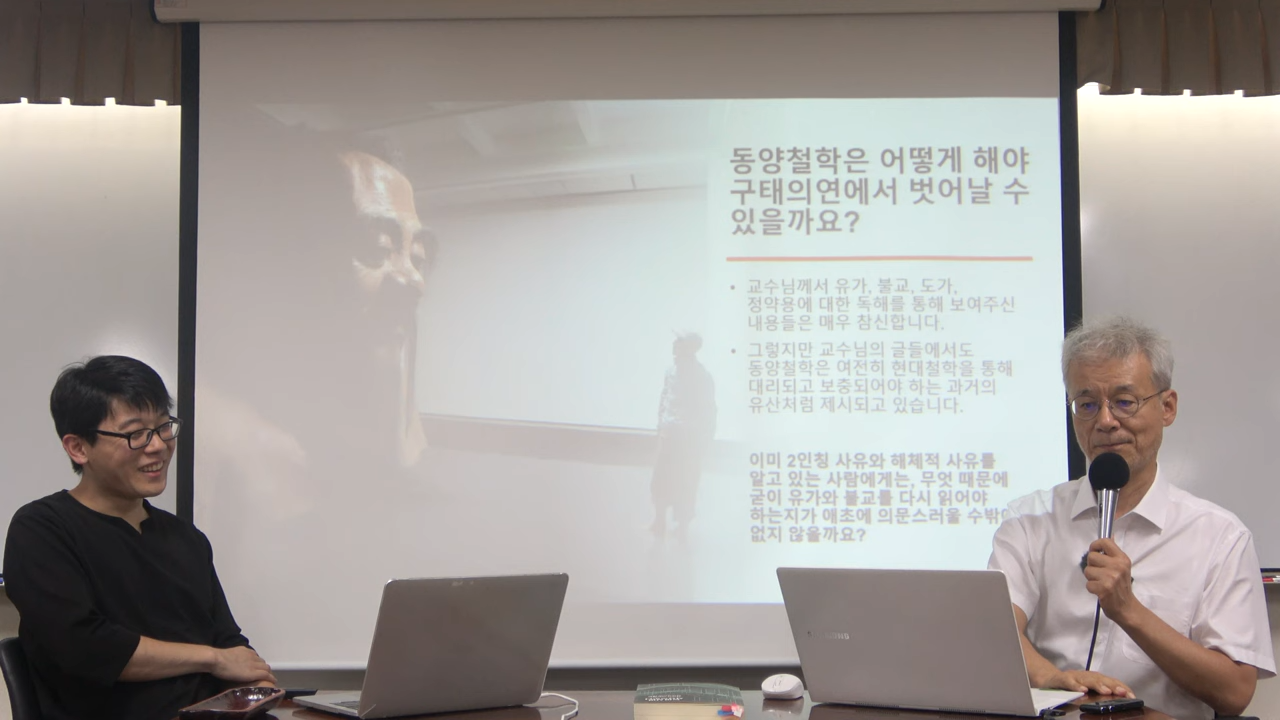 동양철학은 어떻게 해야
구태의연에서 벗어날 수
있을까요?
• 교수님께서 유가, 불교, 도가,
정약용에 대한 독해를 통해 보여주신
내용들은 매우 참신합니다.
• 그렇지만 교수님의 글들에서도
동양철학은 여전히 현대철학을 통해
대리되고 보충되어야 하는 과거의
유산처럼 제시되고 있습니다.
이미 2인칭 사유와 해체적 사유를
알고 있는 사람에게는, 무엇 때문에
굳이 유가와 불교를 다시 읽어야
하는지가 애초에 의문스러울 수밖에
없지 않을까요?
SAMSUNG